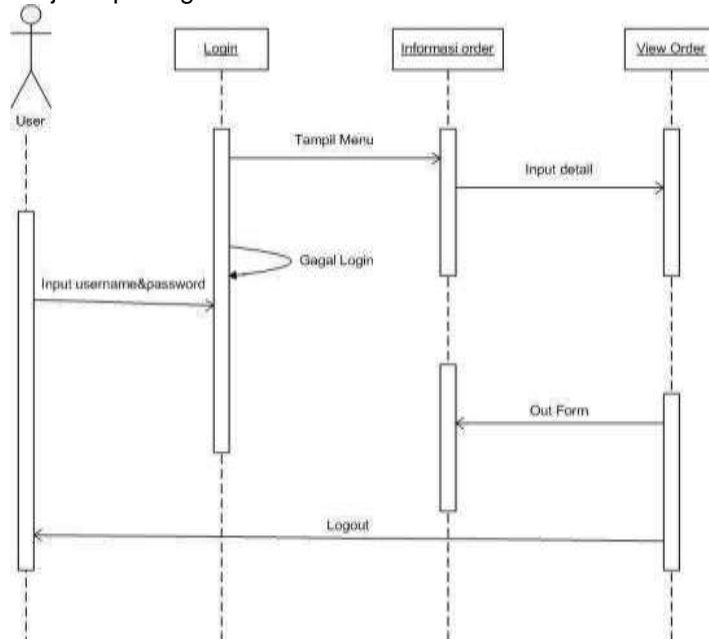 Login
Informasi order
View Order
User
Tampil Menu
Input detail
Gagal Login
Input username&password
Out Form
Logout